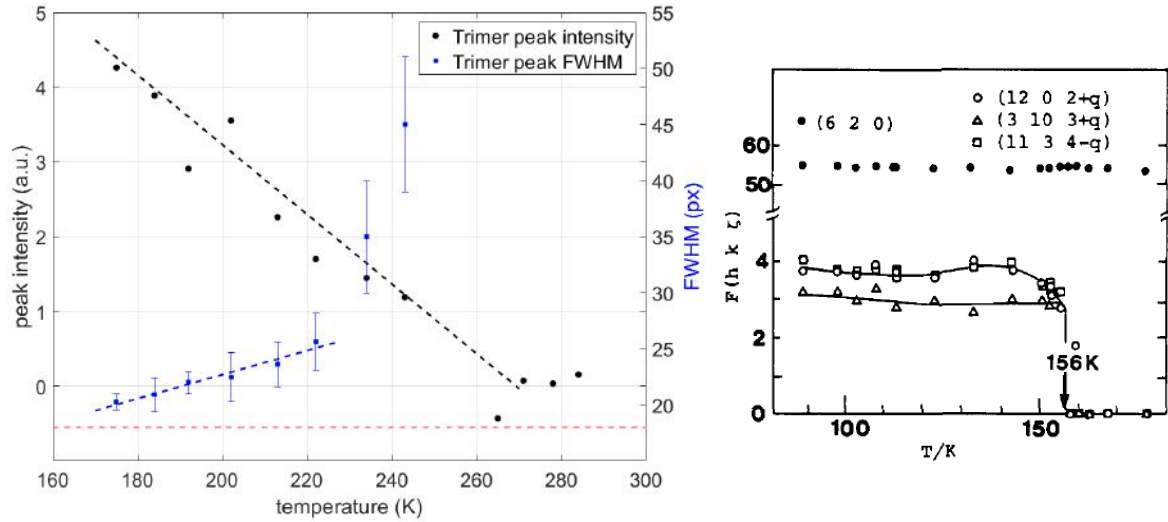 5
4
3
2
1
0
peak intensity (a.u.)
Trimer peak intensity
Trimer peak FWHM
55
50
45
40
35
30
25
20
FWHM (px)
160 180 200 220 240 260 280 300
temperature (K)
(6 2 0)
(12 0 2+q)
(3 10 3+q)
(11 3 4-q)
60
50
4
2
0
F(h k ζ)
156K
100 150
T/K